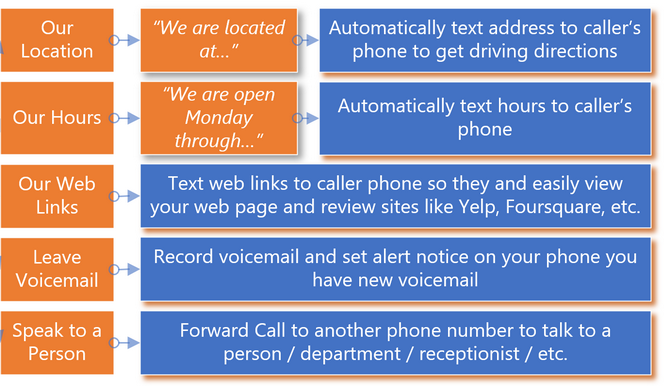 Our
Location
“We are located
at…”
Automatically text address to caller’s
phone to get driving directions
Our Hours
“We are open
Monday
through…”
Automatically text hours to caller’s
phone
Our Web
Links
Text web links to caller phone so they and easily view
your web page and review sites like Yelp, Foursquare, etc.
Leave
Voicemail
Record voicemail and set alert notice on your phone you
have new voicemail
Speak to a
Person
Forward Call to another phone number to talk to a
person / department / receptionist / etc.